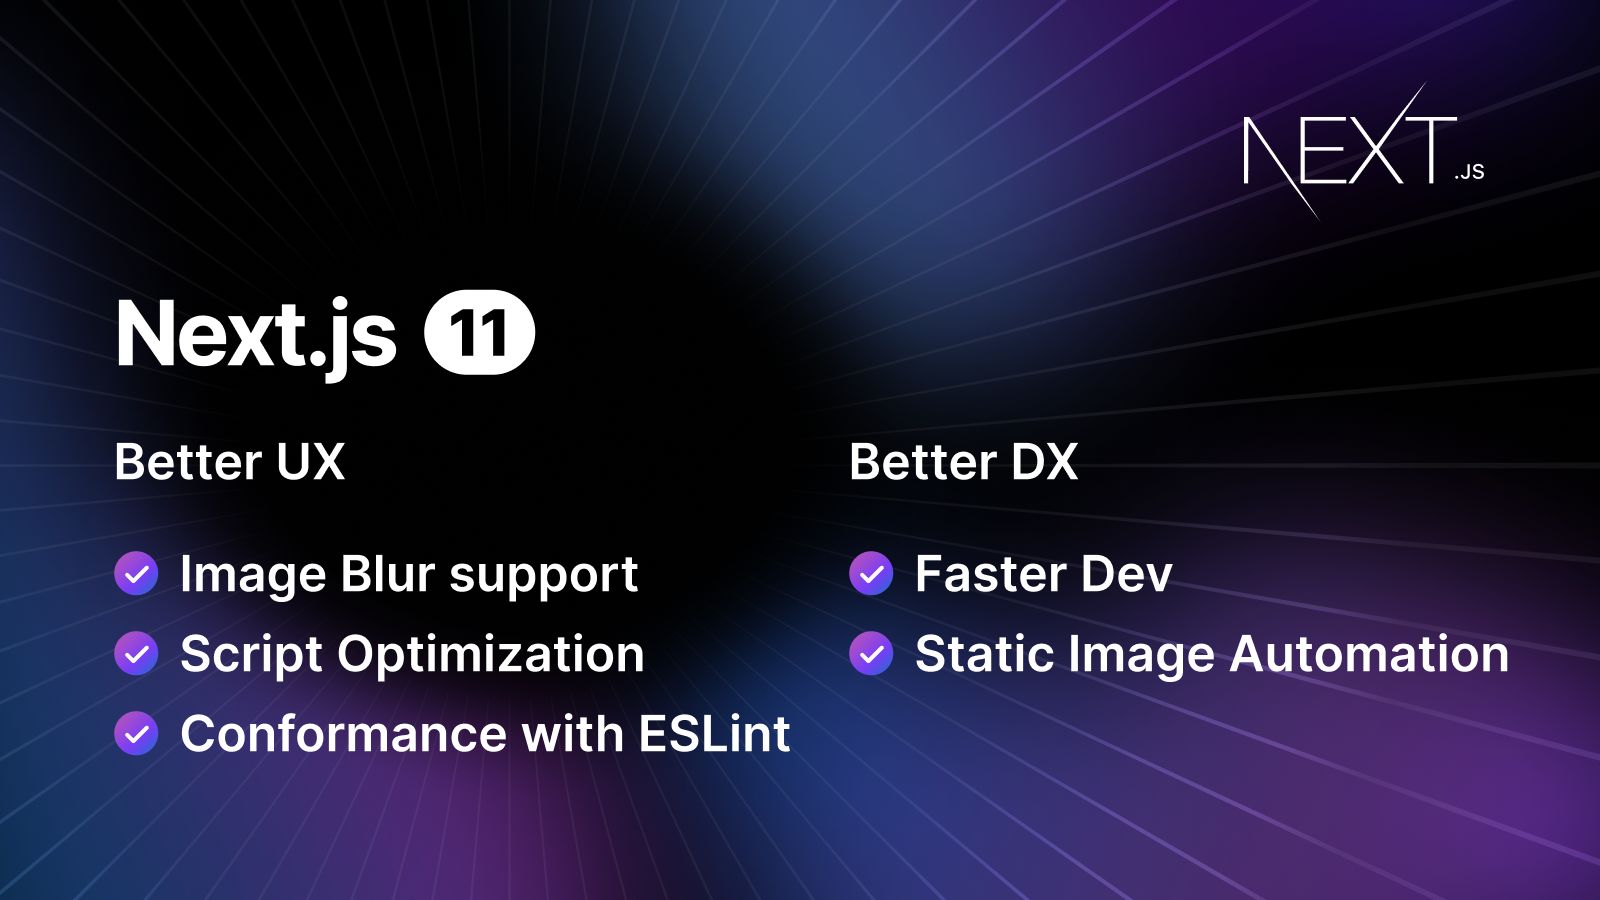 NEXT.JS
Next.js 11
Better UX
Image Blur support
Script Optimization
Conformance with ESLint
Better DX
Faster Dev
Static Image Automation